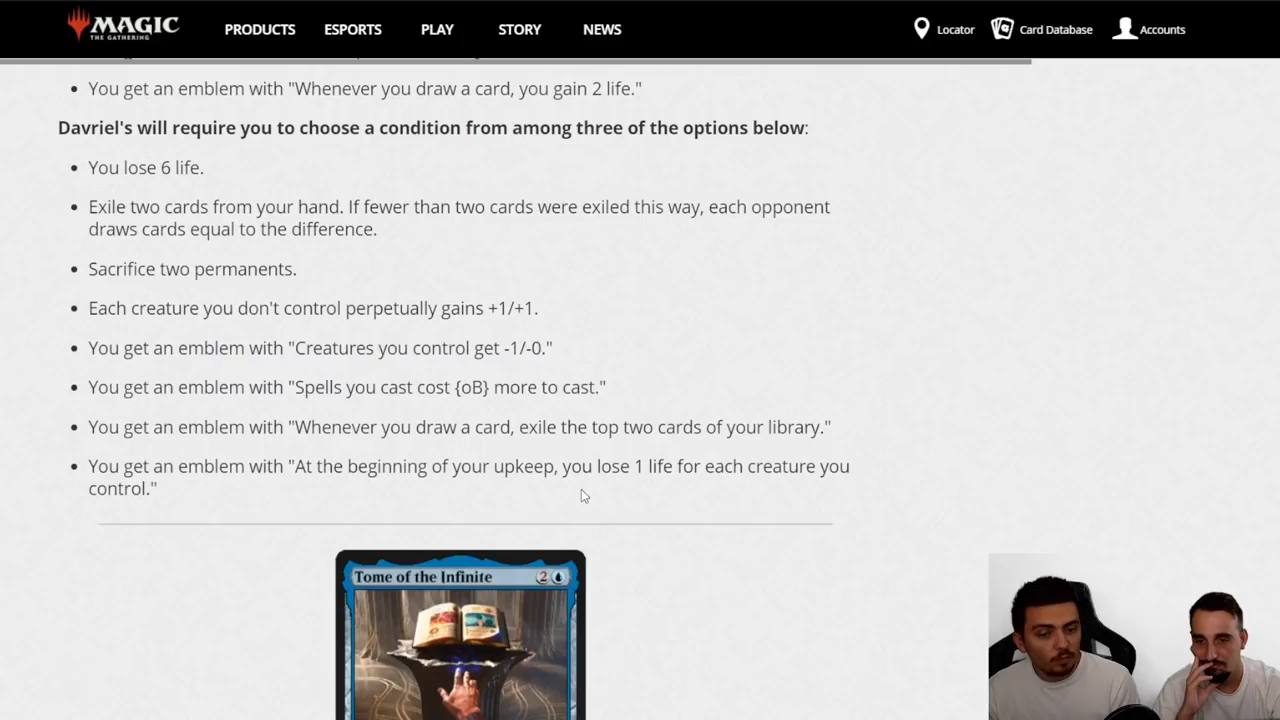 MAGIC
THE GATHERING
PRODUCTS ESPORTS PLAY STORY NEWS
Locator Card Database Accounts
• You get an emblem with "Whenever you draw a card, you gain 2 life."
Davriel's will require you to choose a condition from among three of the options below:
• You lose 6 life.
• Exile two cards from your hand. If fewer than two cards were exiled this way, each opponent
draws cards equal to the difference.
• Sacrifice two permanents.
• Each creature you don't control perpetually gains +1/+1.
• You get an emblem with "Creatures you control get -1/-0."
• You get an emblem with "Spells you cast cost {oB} more to cast."
• You get an emblem with "Whenever you draw a card, exile the top two cards of your library."
• You get an emblem with "At the beginning of your upkeep, you lose 1 life for each creature you
control."
Tome of the Infinite 2